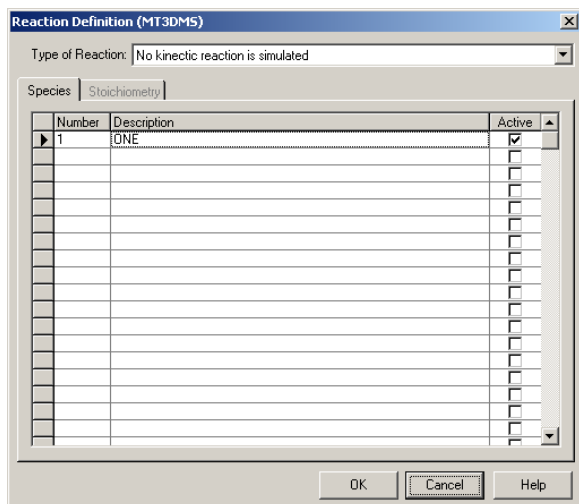 Reaction Definition (MT3DMS)
Type of Reaction: No kinectic reaction is simulated
Species Stoichiometry
Number Description Active
1 ONE
OK Cancel Help